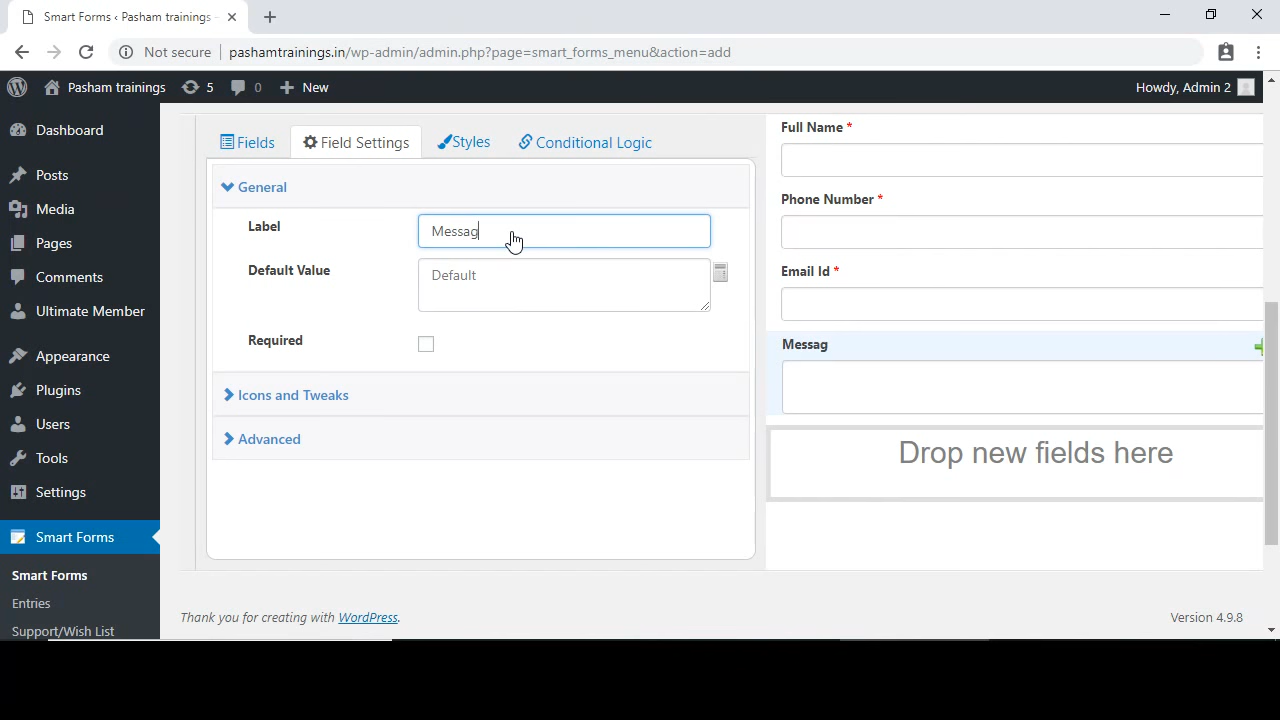 Smart Forms ‹ Pasham trainings
Not secure pashamtrainings.in/wp-admin/admin.php?page=smart_forms_menu&action=add
Pasham trainings 5 0 New Howdy, Admin 2
Dashboard
Posts
Media
Pages
Comments
Ultimate Member
Appearance
Plugins
Users
Tools
Settings
Smart Forms
Smart Forms
Entries
Support/Wish List
Fields Field Settings Styles Conditional Logic
General
Label Messag
Default Value Default
Required
Icons and Tweaks
Advanced
Full Name *
Phone Number *
Email Id *
Messag
Drop new fields here
Thank you for creating with WordPress. Version 4.9.8